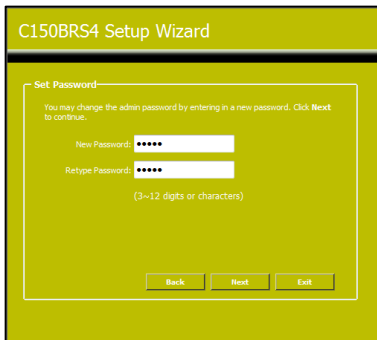 C150BRS4 Setup Wizard
Set Password
You may change the admin password by entering in a new password. Click Next
to continue.
New Password: •••••
Retype Password: •••••
(3~12 digits or characters)
Back Next Exit